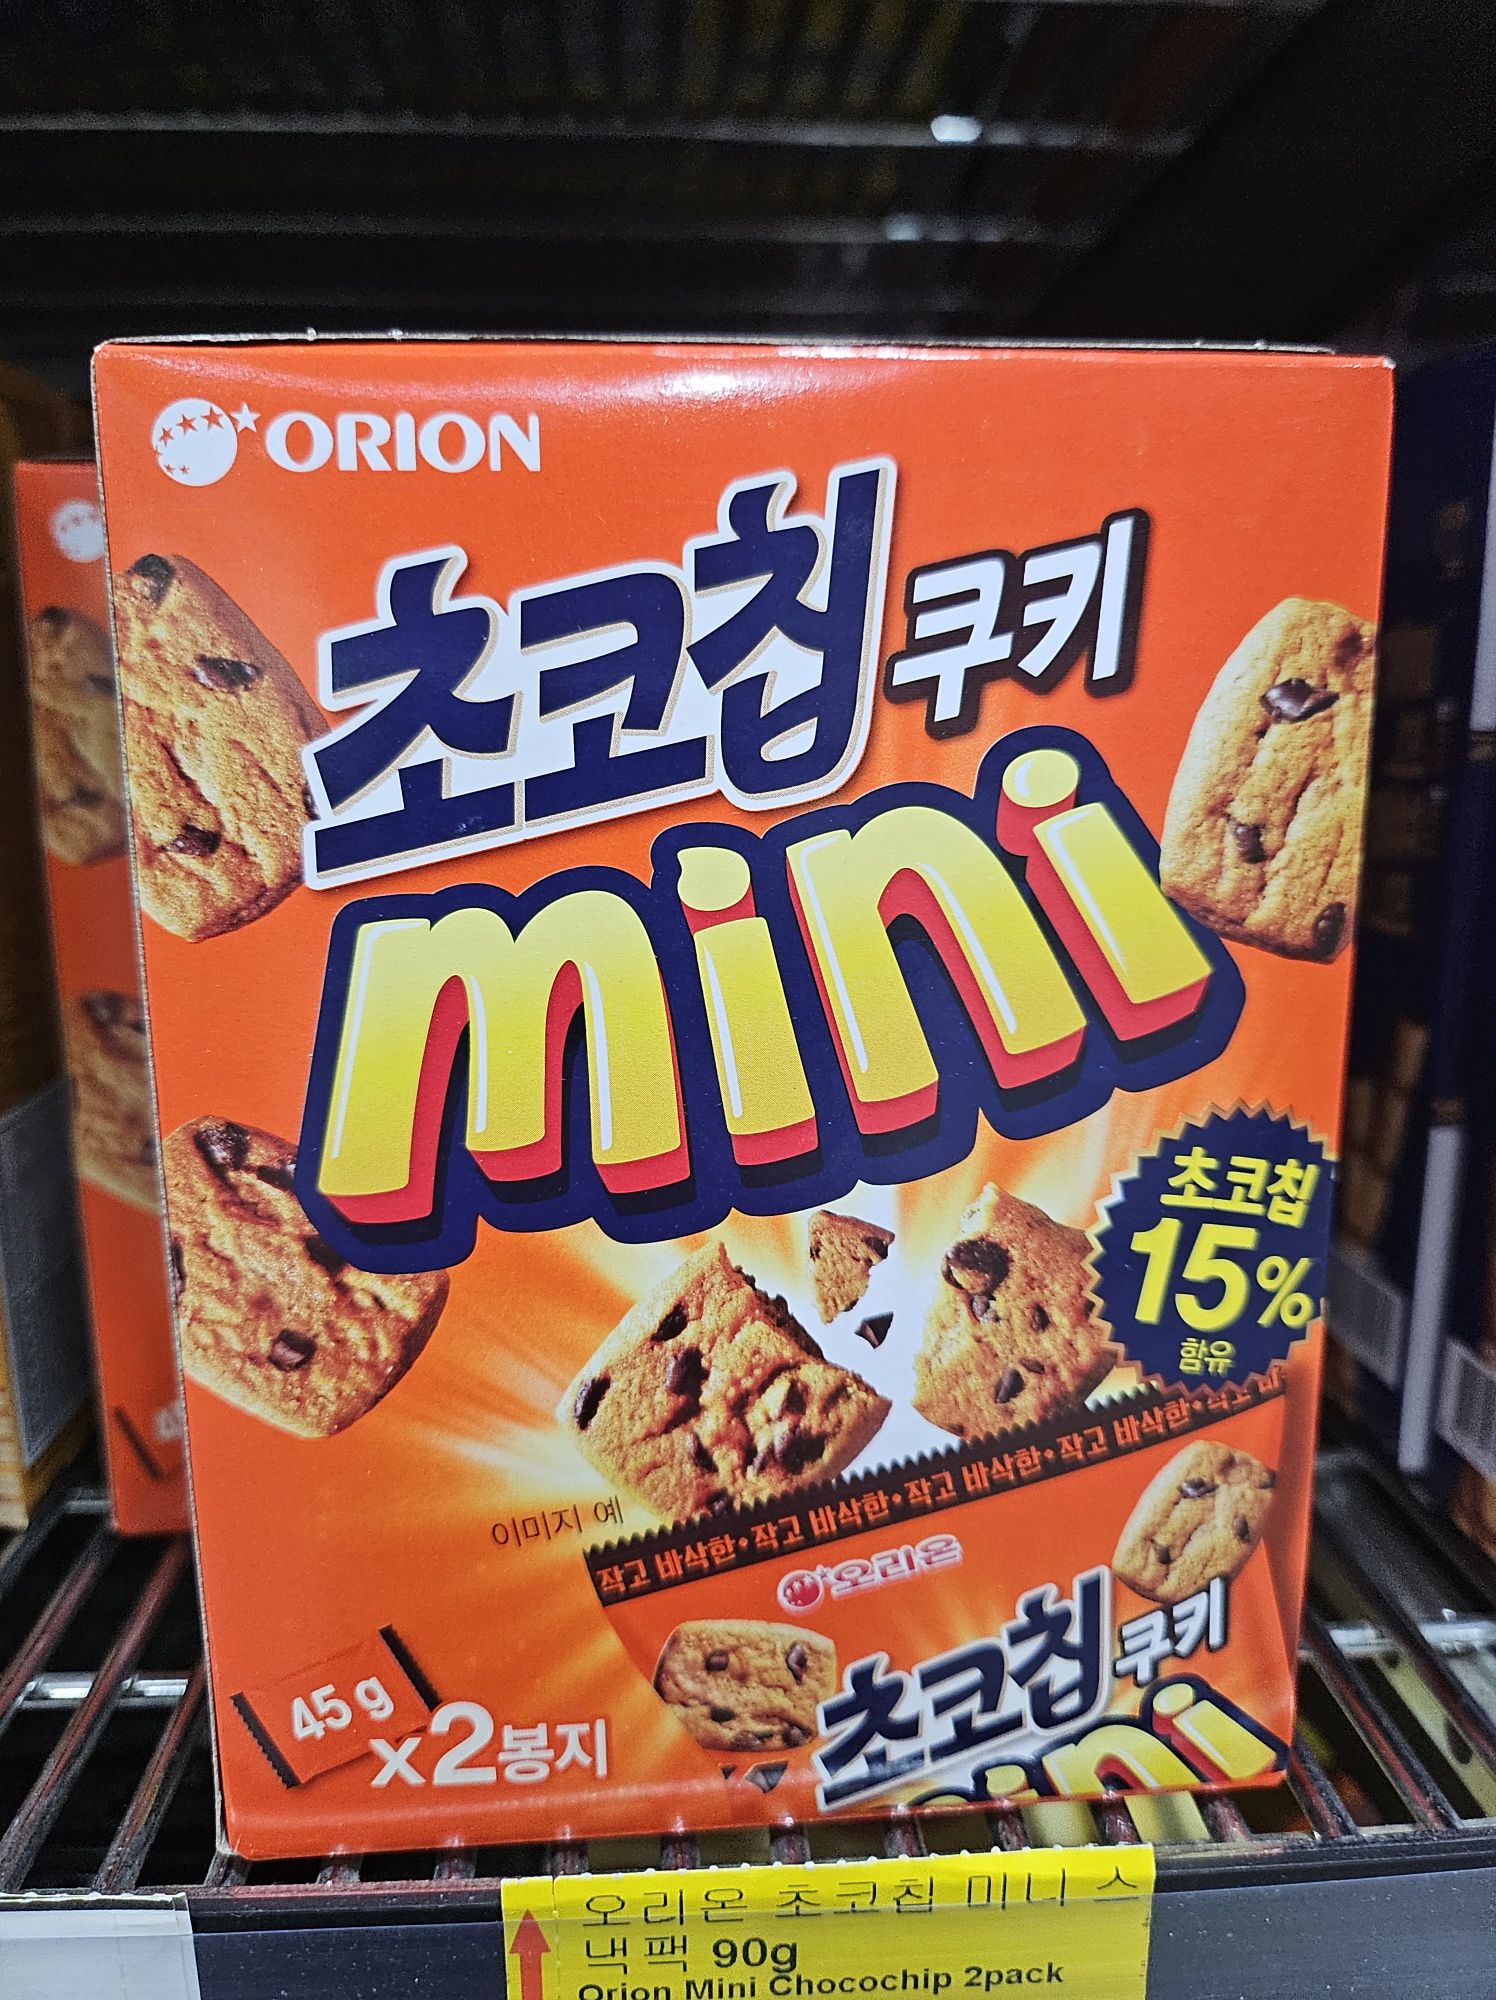 ORION
초코칩 쿠키
mini
초코칩
15%
함유
이미지 예
작고 바삭한•작고 바삭한•작고 바삭한•작고 바삭한
오리온
초코칩 쿠키
mini
45g
x2봉지
오리온 초코칩 미니 스
낵 팩 90g
Orion Mini Chocochip 2pack